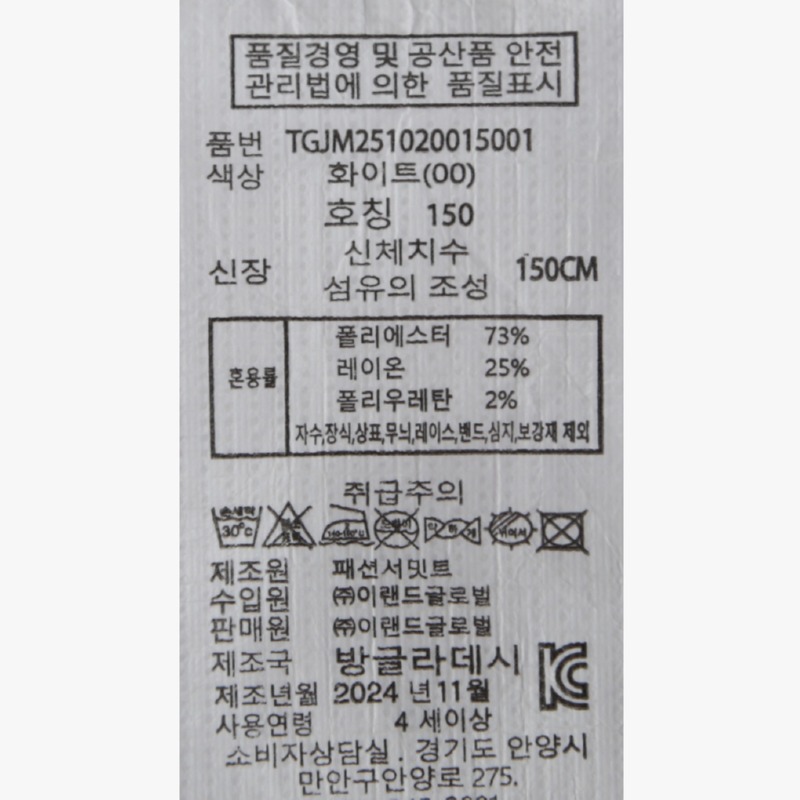 품질경영 및 공산품 안전
관리법에 의한 품질표시
품번 TGJM251020015001
색상 화이트(00)
호칭 150
신체치수
신장 150CM
섬유의 조성
혼용률
폴리에스터 73%
레이온 25%
폴리우레탄 2%
자수,장식,상표,무늬,레이스,밴드,심지,보강재 제외
취급주의
손세탁 30°c
제조원 패션서밋트
수입원 ㈜이랜드글로벌
판매원 ㈜이랜드글로벌
제조국 방글라데시
제조년월 2024 년11월
사용연령 4 세이상
소비자상담실 . 경기도 안양시
만안구안양로 275.